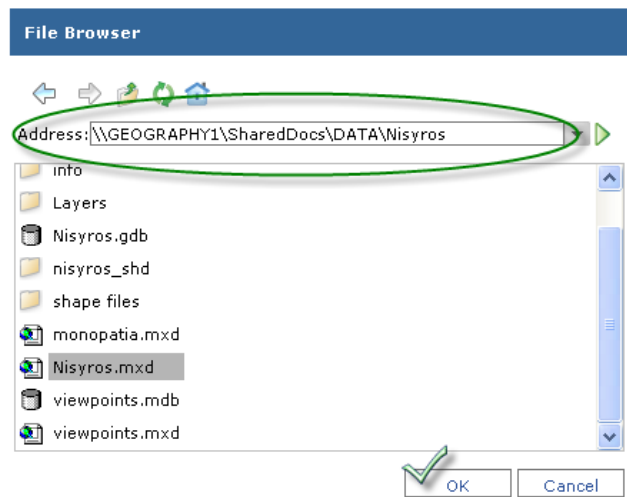 File Browser
Address: \\GEOGRAPHY1\SharedDocs\DATA\Nisyros
info
Layers
Nisyros.gdb
nisyros_shd
shape files
monopatia.mxd
Nisyros.mxd
viewpoints.mdb
viewpoints.mxd
OK Cancel